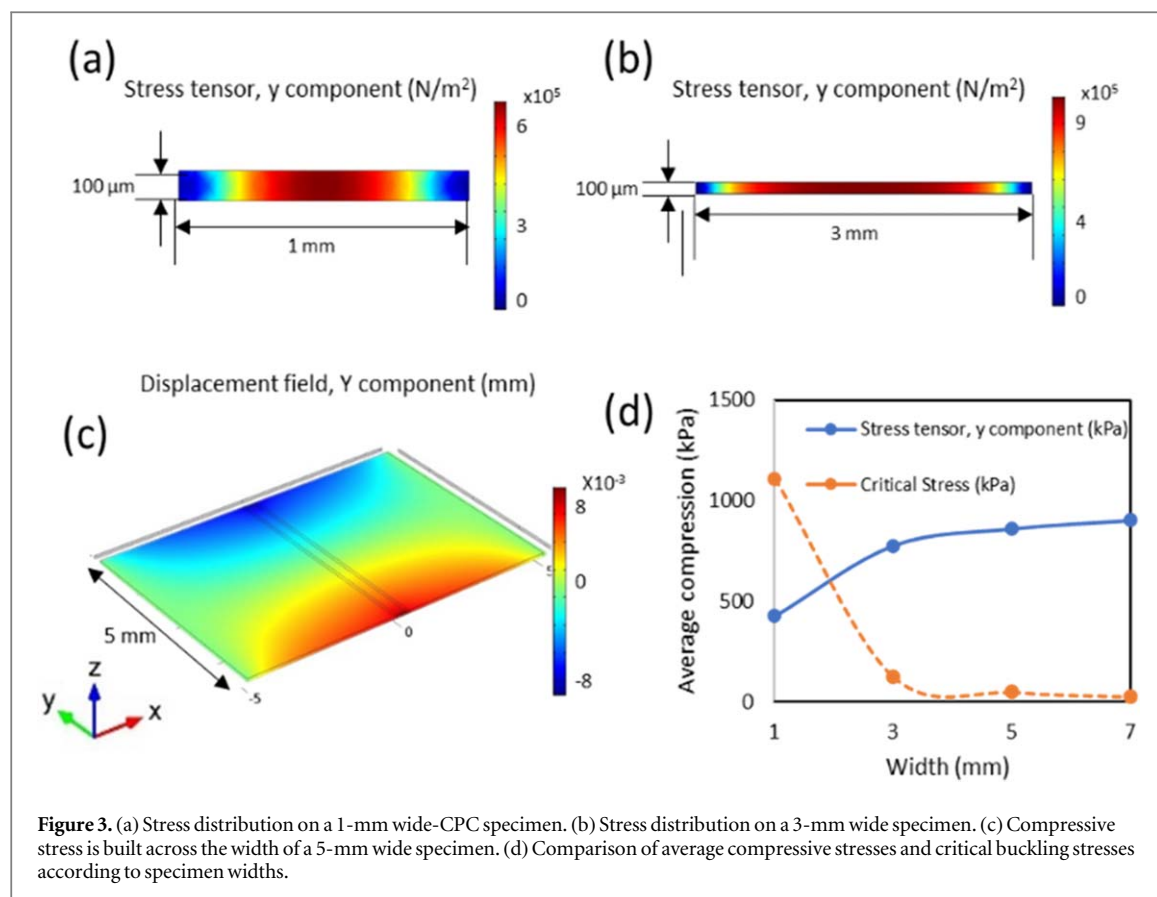 (a)
Stress tensor, y component (N/m²)
x10⁵
6
3
0
100 µm
1 mm
(b)
Stress tensor, y component (N/m²)
x10⁵
9
4
0
100 µm
3 mm
Displacement field, Y component (mm)
(c)
X10⁻³
8
0
-8
5 mm
-5
0
5
z
y
x
(d)
1500
1000
500
0
Average compression (kPa)
Stress tensor, y component (kPa)
Critical Stress (kPa)
1 3 5 7
Width (mm)
Figure 3. (a) Stress distribution on a 1-mm wide-CPC specimen. (b) Stress distribution on a 3-mm wide specimen. (c) Compressive
stress is built across the width of a 5-mm wide specimen. (d) Comparison of average compressive stresses and critical buckling stresses
according to specimen widths.